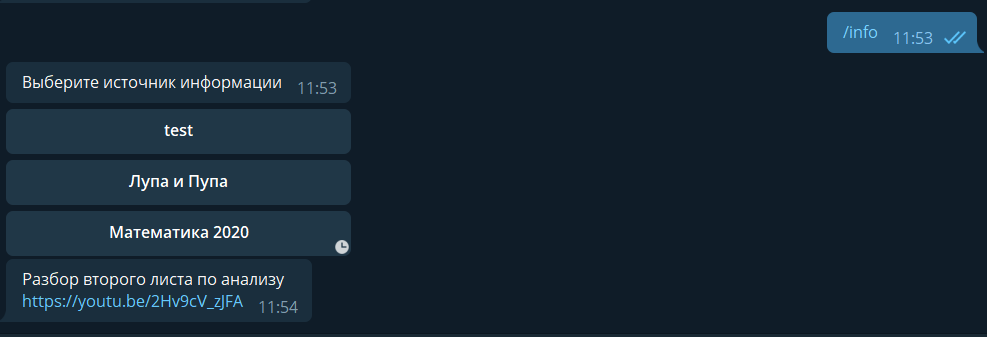 /info 11:53
Выберите источник информации 11:53
test
Лупа и Пупа
Математика 2020
Разбор второго листа по анализу
https://youtu.be/2Hv9cV_zJFA 11:54